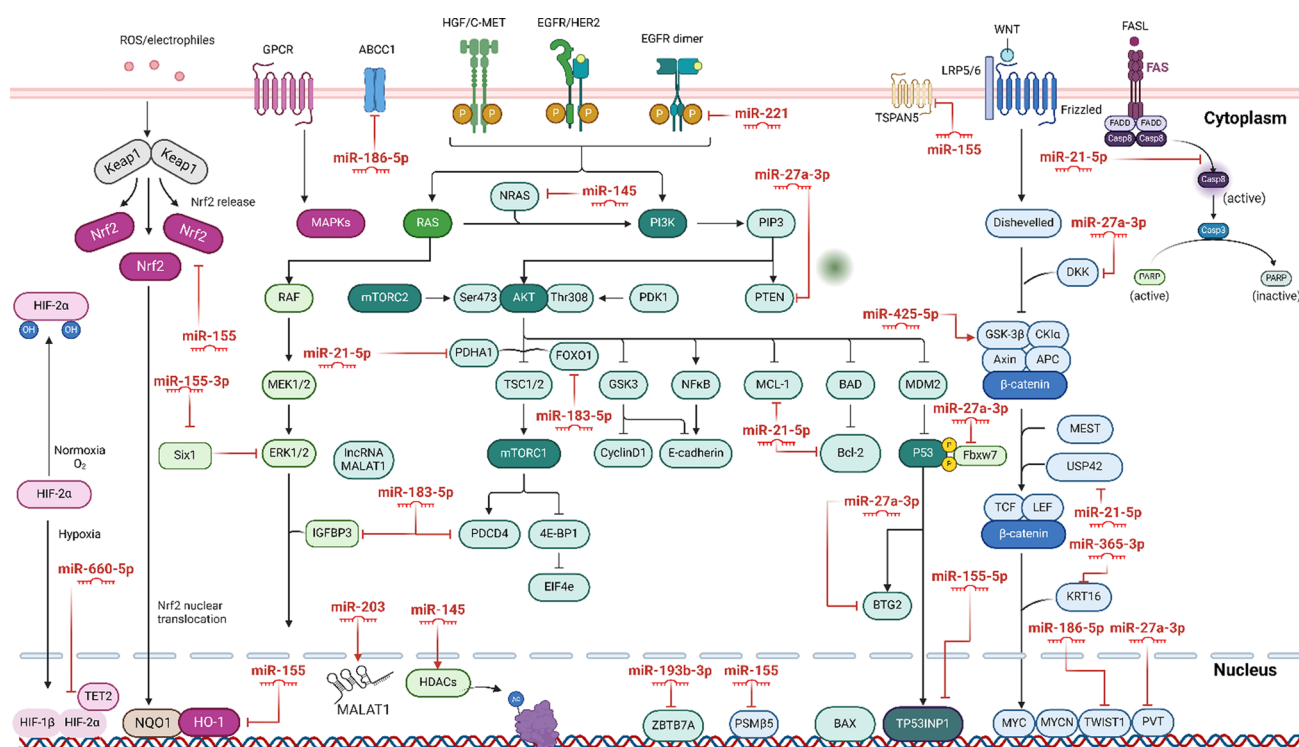 ROS/electrophiles
GPCR
ABCC1
HGF/C-MET
EGFR/HER2
EGFR dimer
WNT
LRP5/6
FASL
FAS
P
P
P
P
P
P
miR-221
TSPAN5
Frizzled
FADD
FADD
Casp8
Casp8
Cytoplasm
miR-186-5p
miR-155
miR-21-5p
Keap1
Keap1
Nrf2 release
Nrf2
Nrf2
Nrf2
MAPKs
RAS
NRAS
miR-145
PI3K
PIP3
miR-27a-3p
Dishevelled
miR-27a-3p
DKK
Casp8
(active)
Casp3
PARP
(active)
PARP
(inactive)
HIF-2α
OH
OH
miR-155
RAF
mTORC2
Ser473
AKT
Thr308
PDK1
PTEN
miR-425-5p
GSK-3β
CKIα
Axin
APC
β-catenin
miR-21-5p
PDHA1
FOXO1
miR-155-3p
MEK1/2
TSC1/2
GSK3
NFκB
MCL-1
BAD
MDM2
miR-183-5p
miR-21-5p
miR-27a-3p
Normoxia
O₂
Six1
ERK1/2
lncRNA
MALAT1
mTORC1
CyclinD1
E-cadherin
Bcl-2
P53
P
P
Fbxw7
MEST
USP42
HIF-2α
Hypoxia
miR-183-5p
miR-27a-3p
TCF
LEF
β-catenin
miR-21-5p
IGFBP3
PDCD4
4E-BP1
miR-365-3p
miR-660-5p
EIF4e
BTG2
miR-155-5p
KRT16
Nrf2 nuclear
translocation
miR-203
miR-145
miR-186-5p
miR-27a-3p
Nucleus
miR-155
miR-193b-3p
miR-155
TET2
MALAT1
HDACs
AC
HIF-1β
HIF-2α
NQO1
HO-1
ZBTB7A
PSMβ5
BAX
TP53INP1
MYC
MYCN
TWIST1
PVT